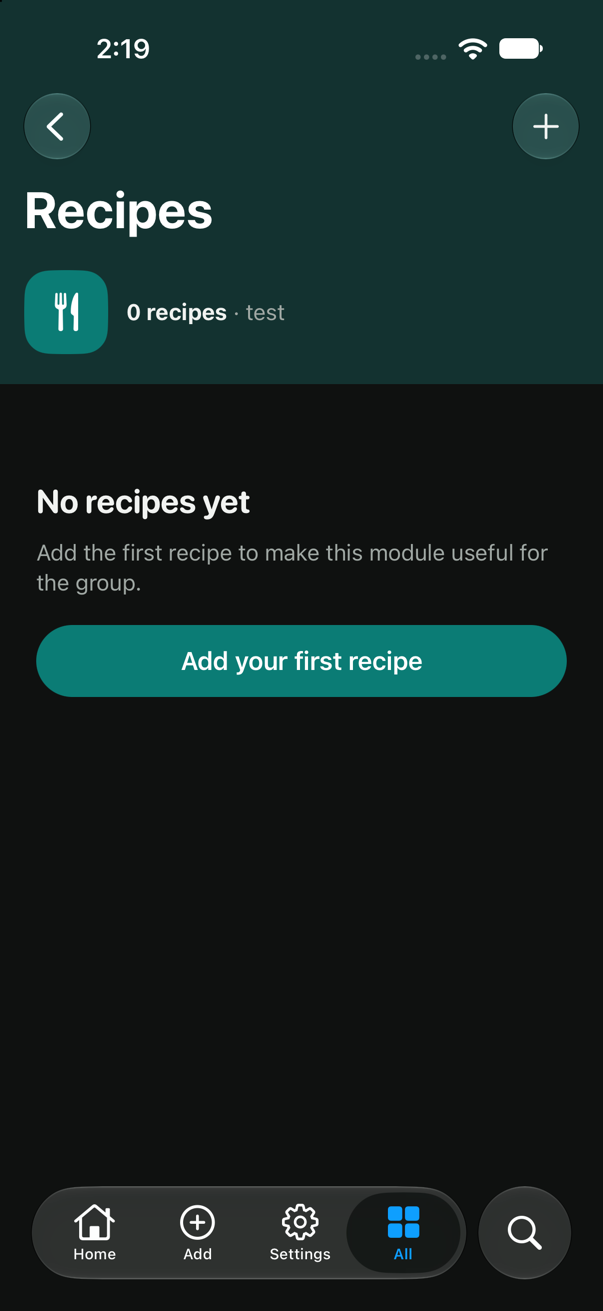 2:19
Recipes
0 recipes · test
No recipes yet
Add the first recipe to make this module useful for
the group.
Add your first recipe
Home
Add
Settings
All